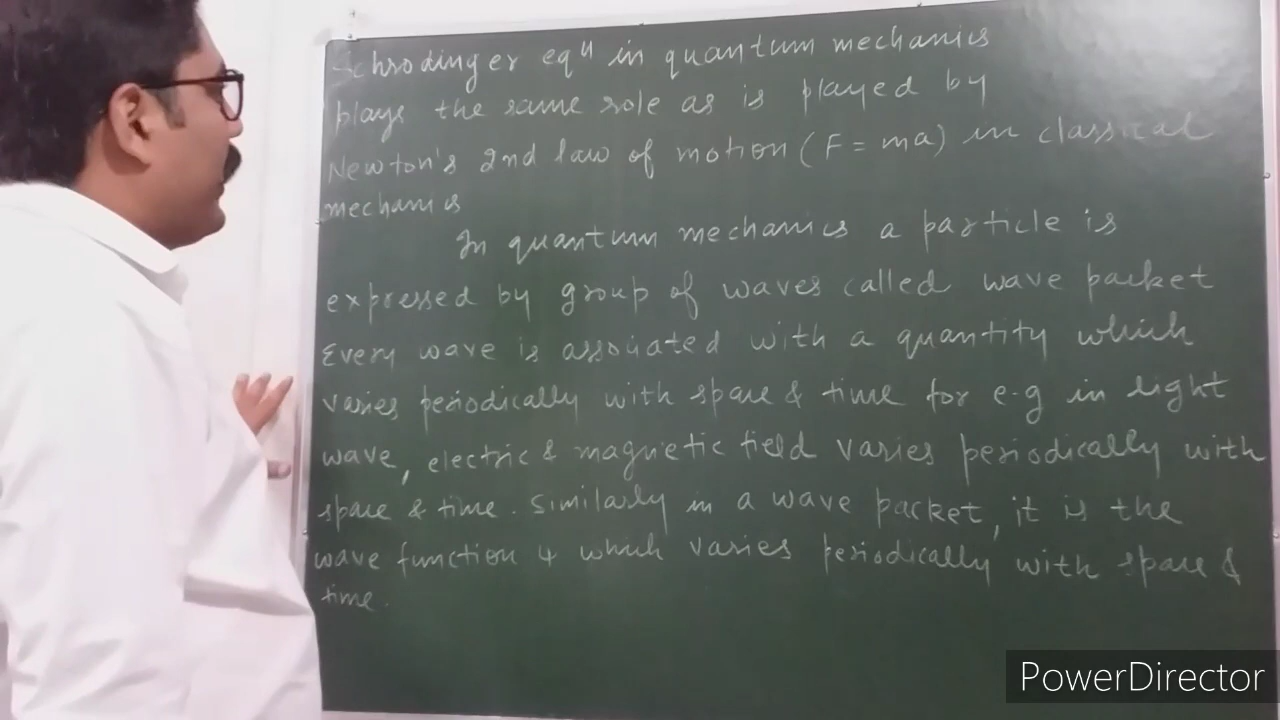 Schrodinger eqⁿ in quantum mechanics
plays the same role as is played by
Newton's 2nd law of motion (F = ma) in classical
mechanics
In quantum mechanics a particle is
expressed by group of waves called wave packet
Every wave is associated with a quantity which
varies periodically with space & time for e-g in light
wave, electric & magnetic field varies periodically with
space & time. Similarly in a wave packet, it is the
wave function ψ which varies periodically with space &
time.
PowerDirector